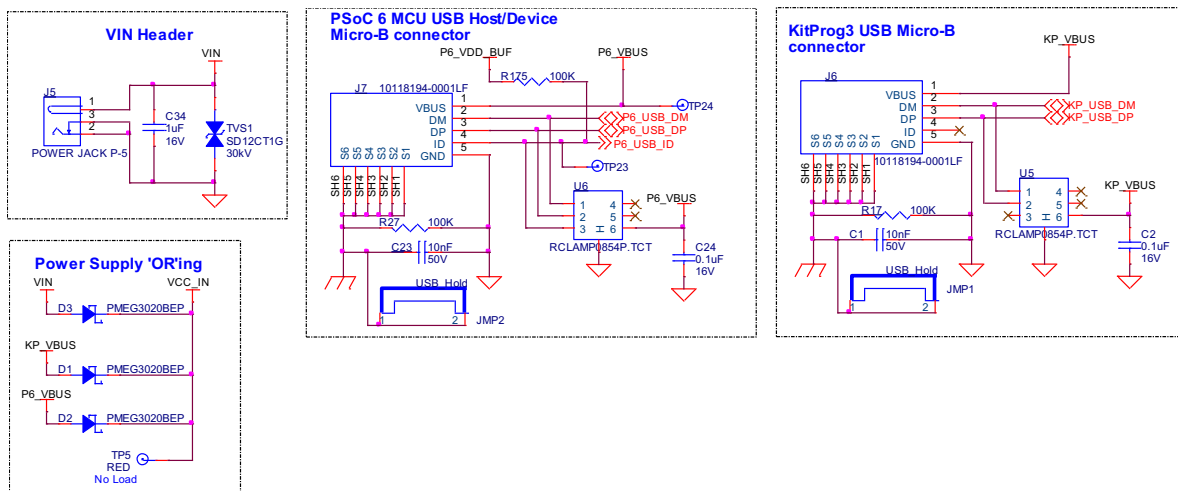 VIN Header
VIN
J5
1
3
2
POWER JACK P-5
C34
1uF
16V
TVS1
SD12CT1G
30kV
Power Supply 'OR'ing
VIN
VCC_IN
D3
PMEG3020BEP
KP_VBUS
D1
PMEG3020BEP
P6_VBUS
D2
PMEG3020BEP
TP5
RED
No Load
PSoC 6 MCU USB Host/Device
Micro-B connector
P6_VDD_BUF
P6_VBUS
R175
100K
J7
10118194-0001LF
VBUS
DM
DP
ID
GND
1
2
3
4
5
S6
S5
S4
S3
S2
S1
SH6
SH5
SH4
SH3
SH2
SH1
TP24
P6_USB_DM
P6_USB_DP
P6_USB_ID
TP23
U6
1
2
3
4
5
6
H
RCLAMP0854P.TCT
P6_VBUS
R27
100K
C23
10nF
50V
C24
0.1uF
16V
USB_Hold
1
2
JMP2
KitProg3 USB Micro-B
connector
KP_VBUS
J6
VBUS
DM
DP
ID
GND
1
2
3
4
5
S6
S5
S4
S3
S2
S1
SH6
SH5
SH4
SH3
SH2
SH1
10118194-0001LF
KP_USB_DM
KP_USB_DP
U5
1
2
3
4
5
6
H
RCLAMP0854P.TCT
KP_VBUS
R17
100K
C1
10nF
50V
C2
0.1uF
16V
USB_Hold
1
2
JMP1